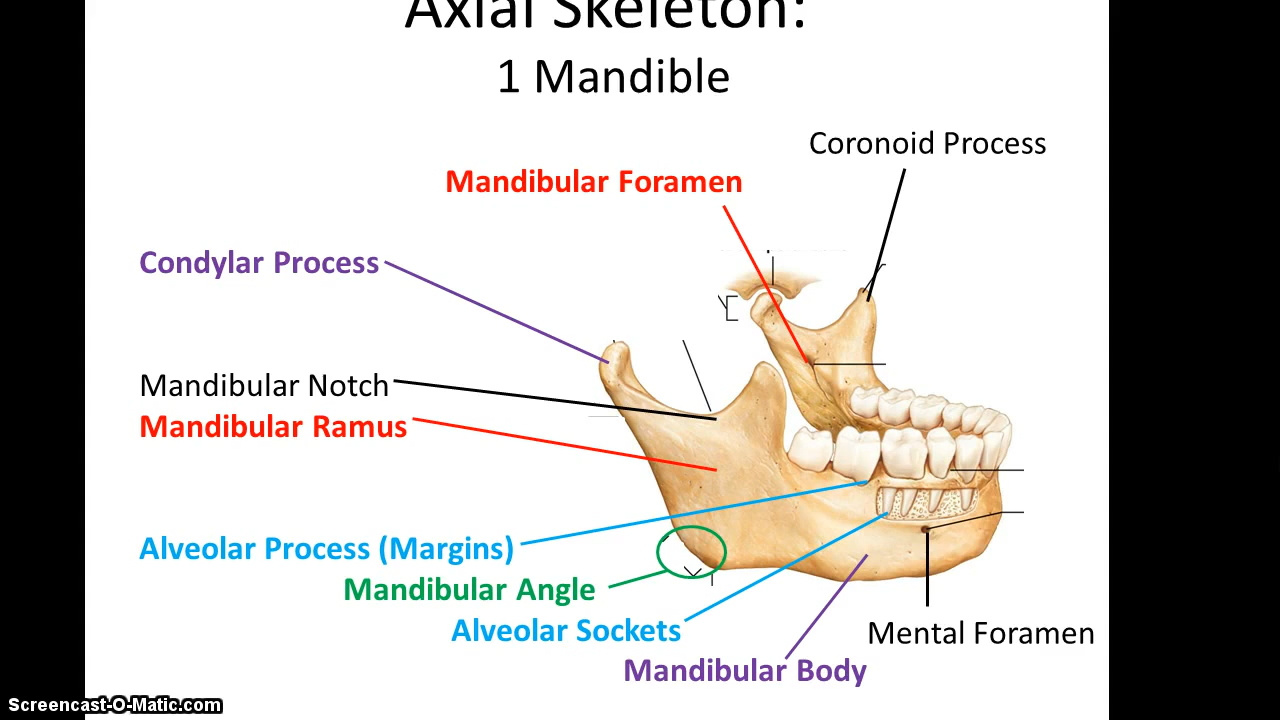 Axial Skeleton:
1 Mandible
Coronoid Process
Mandibular Foramen
Condylar Process
Mandibular Notch
Mandibular Ramus
Alveolar Process (Margins)
Mandibular Angle
Alveolar Sockets
Mental Foramen
Mandibular Body
Screencast-O-Matic.com